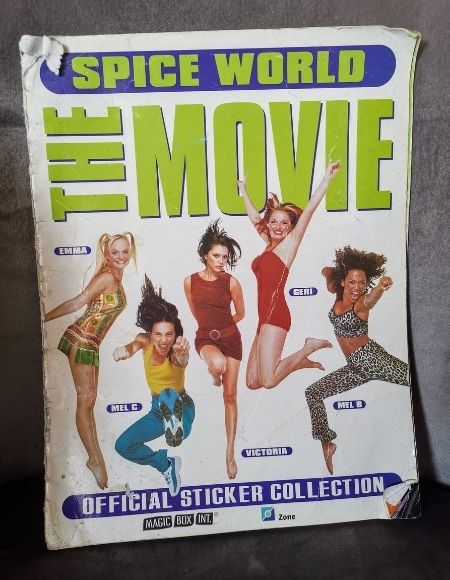 SPICE WORLD
THE MOVIE
EMMA
GERI
MEL C
MEL B
VICTORIA
OFFICIAL STICKER COLLECTION
MAGIC BOX INT.®
Zone